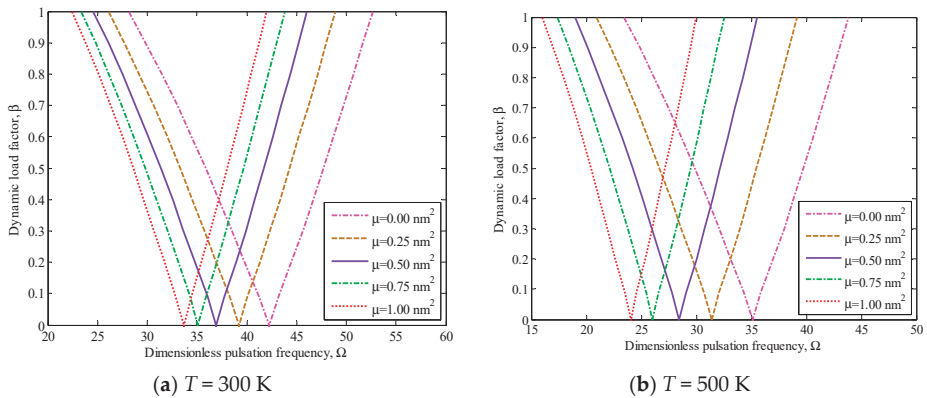 1
0.9
0.8
0.7
0.6
0.5
0.4
0.3
0.2
0.1
0
Dynamic load factor, β
20 25 30 35 40 45 50 55 60
Dimensionless pulsation frequency, Ω
μ=0.00 nm²
μ=0.25 nm²
μ=0.50 nm²
μ=0.75 nm²
μ=1.00 nm²
(a) T = 300 K
1
0.9
0.8
0.7
0.6
0.5
0.4
0.3
0.2
0.1
0
Dynamic load factor, β
15 20 25 30 35 40 45 50
Dimensionless pulsation frequency, Ω
μ=0.00 nm²
μ=0.25 nm²
μ=0.50 nm²
μ=0.75 nm²
μ=1.00 nm²
(b) T = 500 K